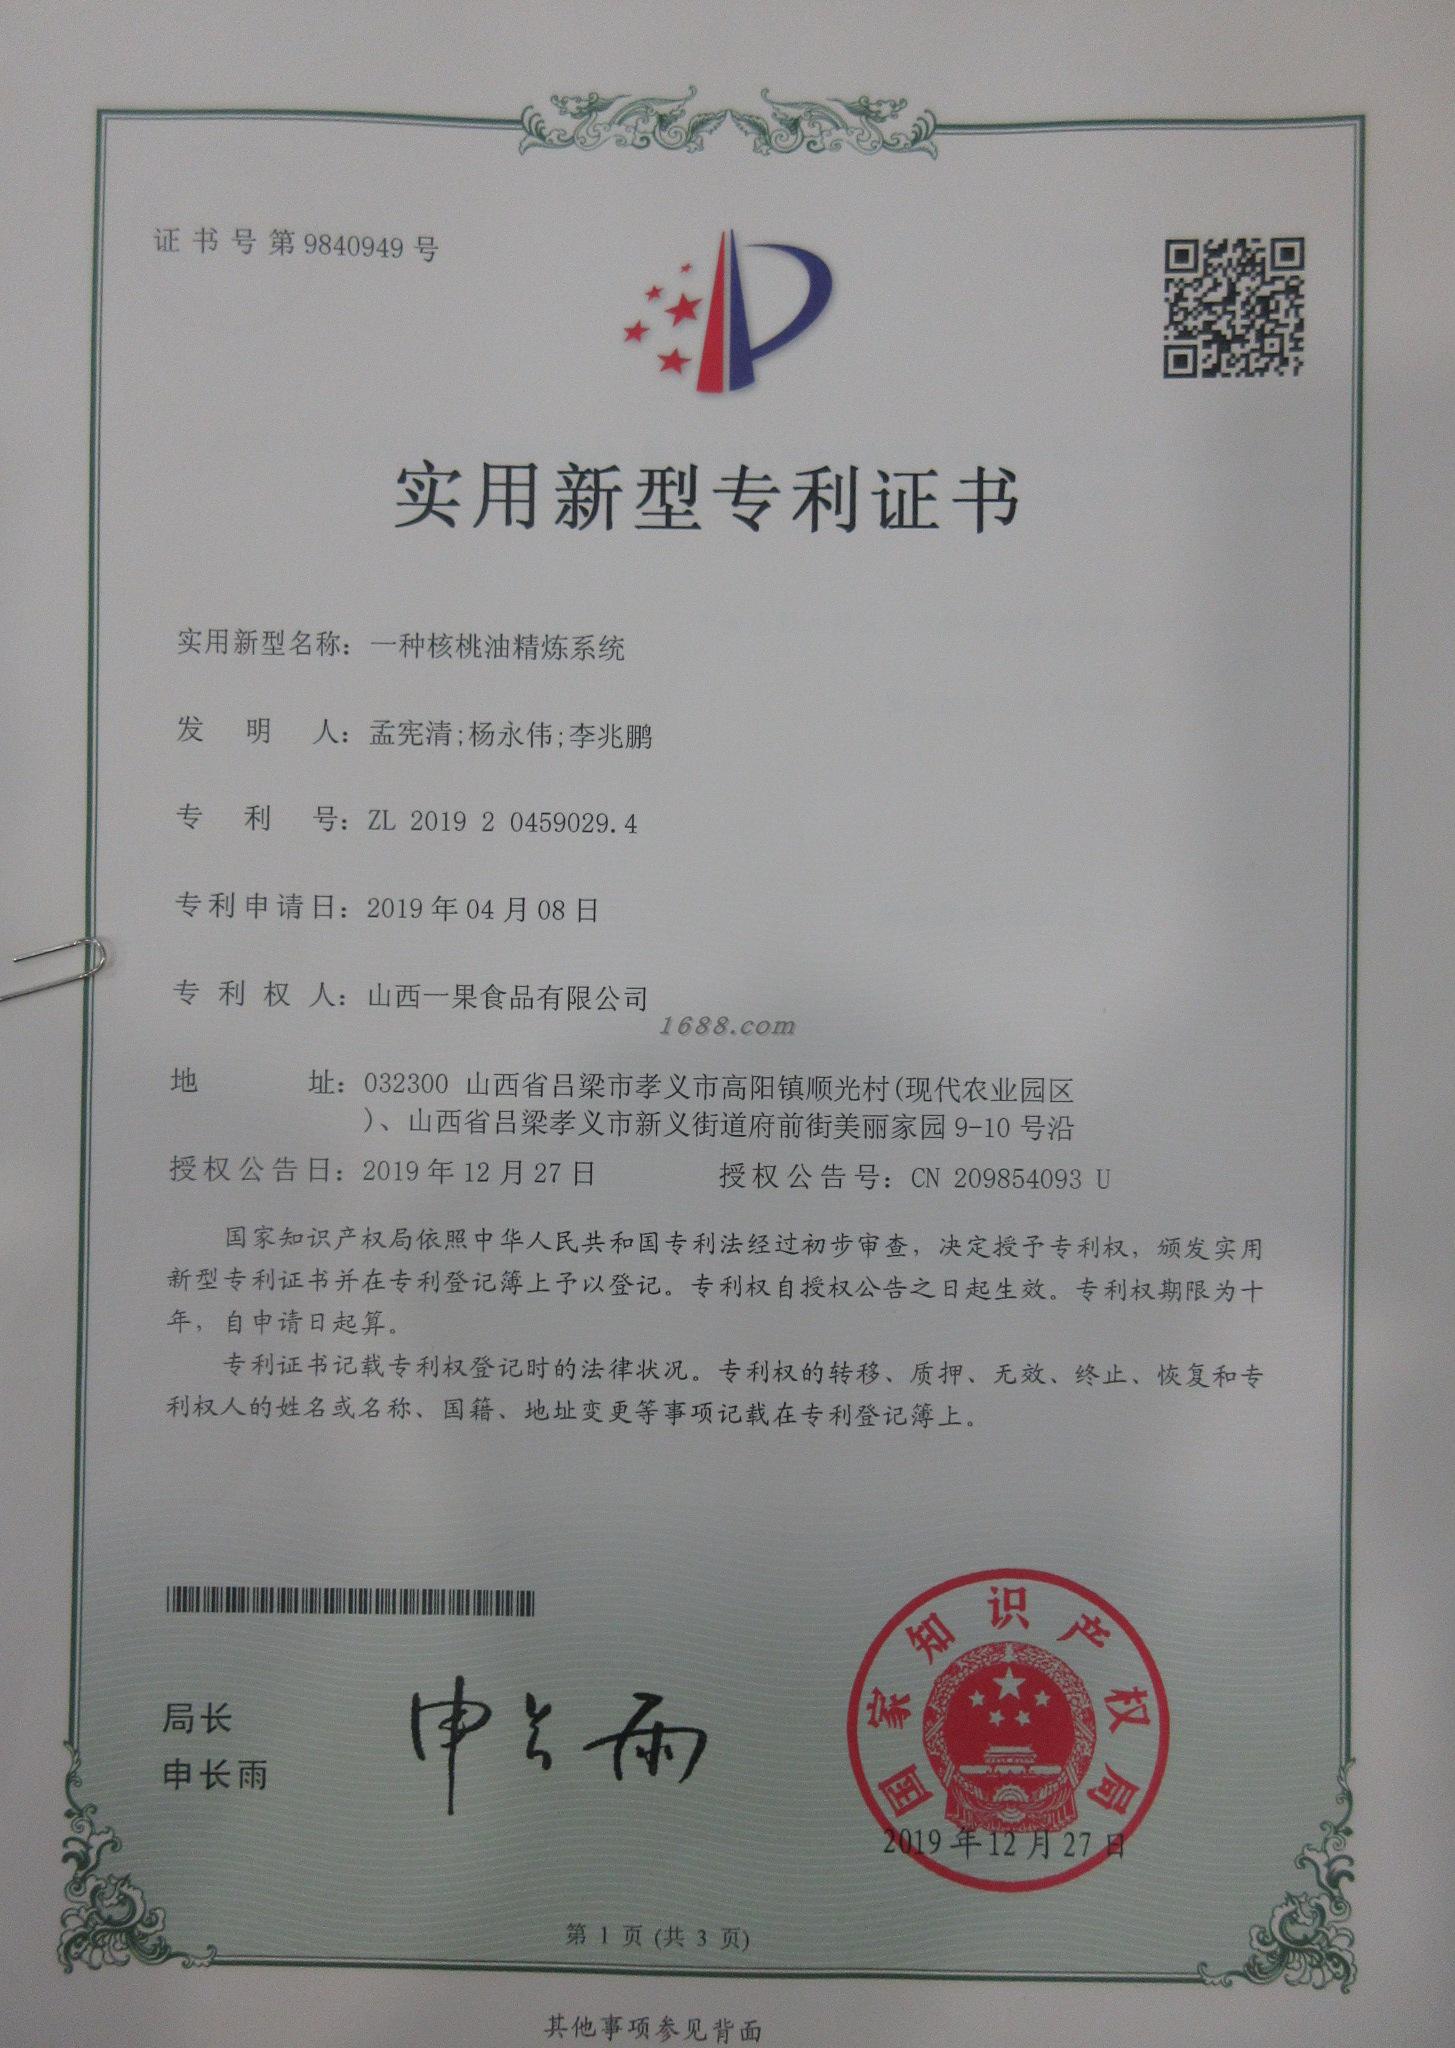 证书号第9840949号
实用新型专利证书
实用新型名称：一种核桃油精炼系统
发明人：孟宪清;杨永伟;李兆鹏
专利号：ZL 2019 2 0459029.4
专利申请日：2019年04月08日
专利权人：山西一果食品有限公司
1688.com
地址：032300 山西省吕梁市孝义市高阳镇顺光村(现代农业园区
)、山西省吕梁孝义市新义街道府前街美丽家园9-10号沿
授权公告日：2019年12月27日 授权公告号：CN 209854093 U
国家知识产权局依照中华人民共和国专利法经过初步审查，决定授予专利权，颁发实用
新型专利证书并在专利登记簿上予以登记。专利权自授权公告之日起生效。专利权期限为十
年，自申请日起算。
专利证书记载专利权登记时的法律状况。专利权的转移、质押、无效、终止、恢复和专
利权人的姓名或名称、国籍、地址变更等事项记载在专利登记簿上。
局长
申长雨
申长雨
国家知识产权局
2019年12月27日
第 1 页 (共 3 页)
其他事项参见背面